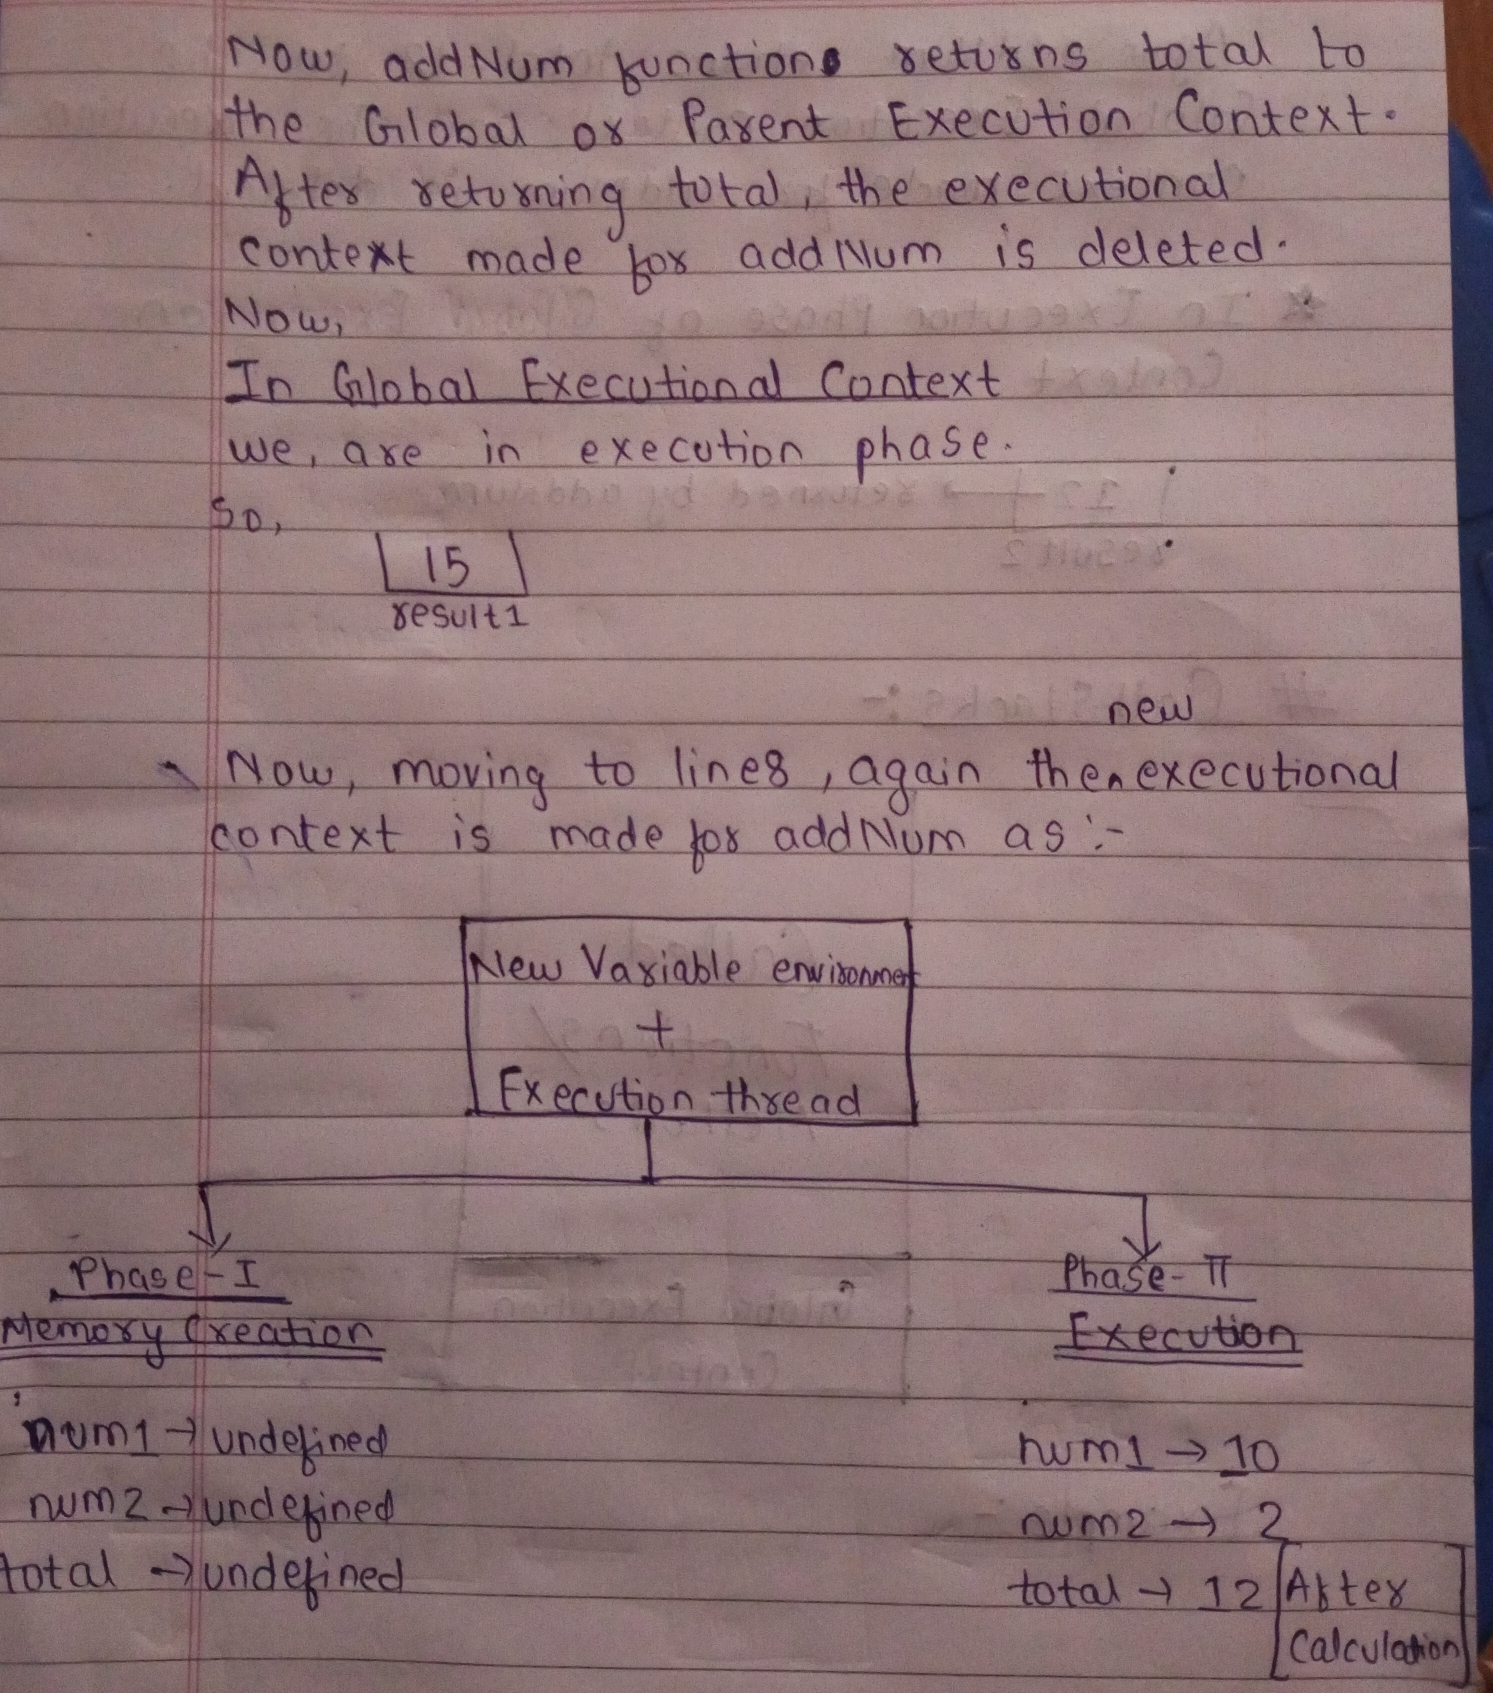 Now, addNum functions returns total to
the Global or Parent Execution Context.
After returning total, the executional
context made for addNum is deleted.
Now,
In Global Executional Context
we, are in execution phase.
So,
15
result1
new
Now, moving to line8, again then executional
context is made for addNum as :-
New Variable environment
+
Execution thread
Phase-I
Phase-II
Memory Creation
Execution
num1 → undefined
num1 → 10
num2 → undefined
num2 → 2
total → undefined
total → 12 [After
Calculation]